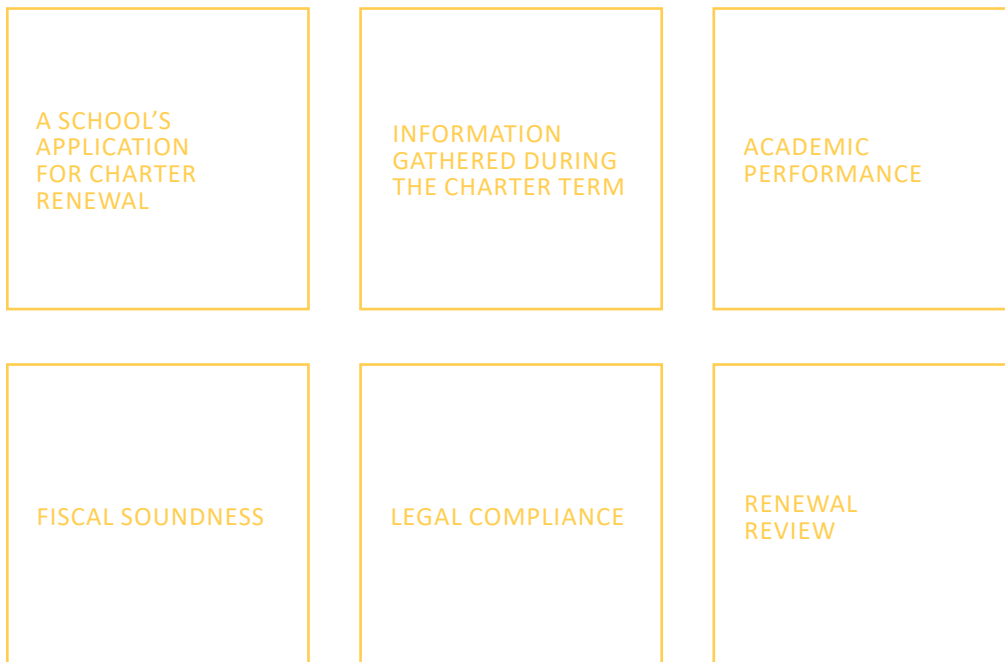 A SCHOOL'S
APPLICATION
FOR CHARTER
RENEWAL
INFORMATION
GATHERED DURING
THE CHARTER TERM
ACADEMIC
PERFORMANCE
FISCAL SOUNDNESS
LEGAL COMPLIANCE
RENEWAL
REVIEW